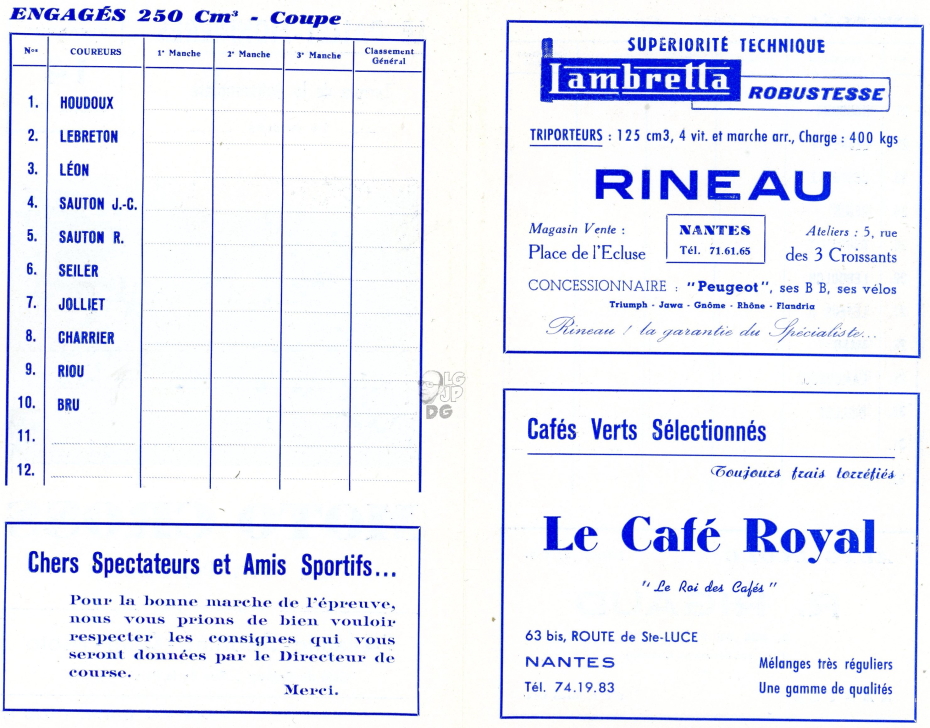 ENGAGÉS 250 Cm³ - Coupe
Nos COUREURS 1e Manche 2e Manche 3e Manche Classement Général
1. HOUDOUX
2. LEBRETON
3. LÉON
4. SAUTON J.-C.
5. SAUTON R.
6. SEILER
7. JOLLIET
8. CHARRIER
9. RIOU
10. BRU
11.
12.
Chers Spectateurs et Amis Sportifs...
Pour la bonne marche de l'épreuve,
nous vous prions de bien vouloir
respecter les consignes qui vous
seront données par le Directeur de
course.
Merci.
SUPERIORITÉ TECHNIQUE
Lambretta
ROBUSTESSE
TRIPORTEURS : 125 cm3, 4 vit. et marche arr., Charge : 400 kgs
RINEAU
Magasin Vente : NANTES Ateliers : 5, rue
Place de l'Ecluse Tél. 71.61.65 des 3 Croissants
CONCESSIONNAIRE : "Peugeot", ses B B, ses vélos
Triumph - Jawa - Gnôme - Rhône - Flandria
Rineau ! la garantie du Spécialiste...
LG
JP
DG
Cafés Verts Sélectionnés
Toujours frais torréfiés
Le Café Royal
"Le Roi des Cafés"
63 bis, ROUTE de Ste-LUCE
NANTES Mélanges très réguliers
Tél. 74.19.83 Une gamme de qualités